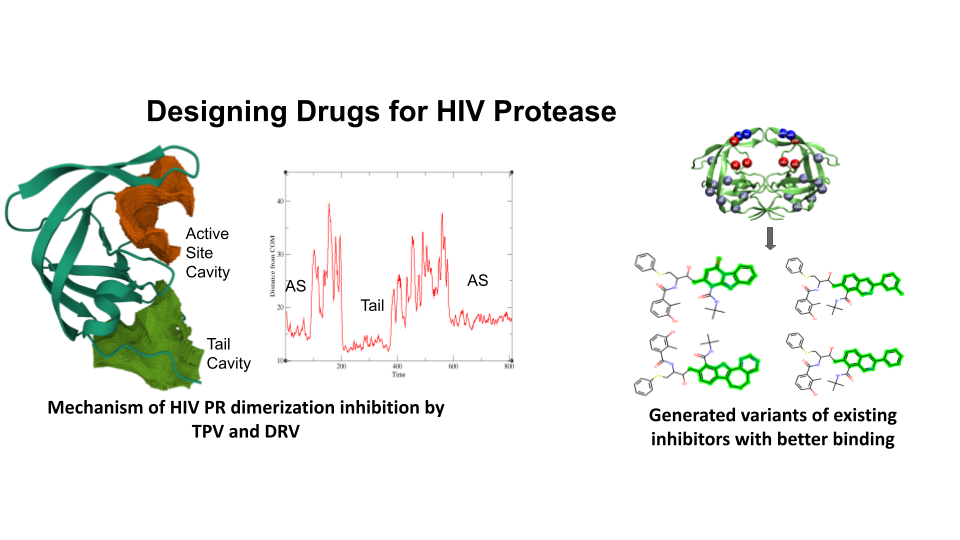 Designing Drugs for HIV Protease
Active
Site
Cavity
Tail
Cavity
Distance from COM
40
30
20
10
AS
Tail
AS
200
400
600
800
Time
Mechanism of HIV PR dimerization inhibition by
TPV and DRV
Generated variants of existing
inhibitors with better binding